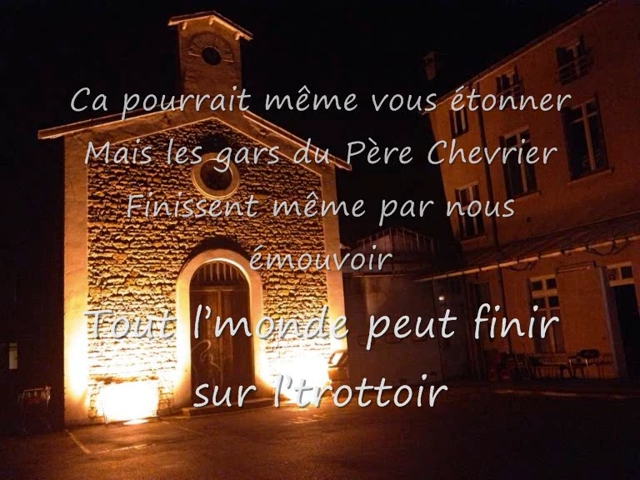 Ca pourrait même vous étonner
Mais les gars du Père Chevrier
Finissent même par nous
émouvoir
Tout l'monde peut finir
sur l'trottoir